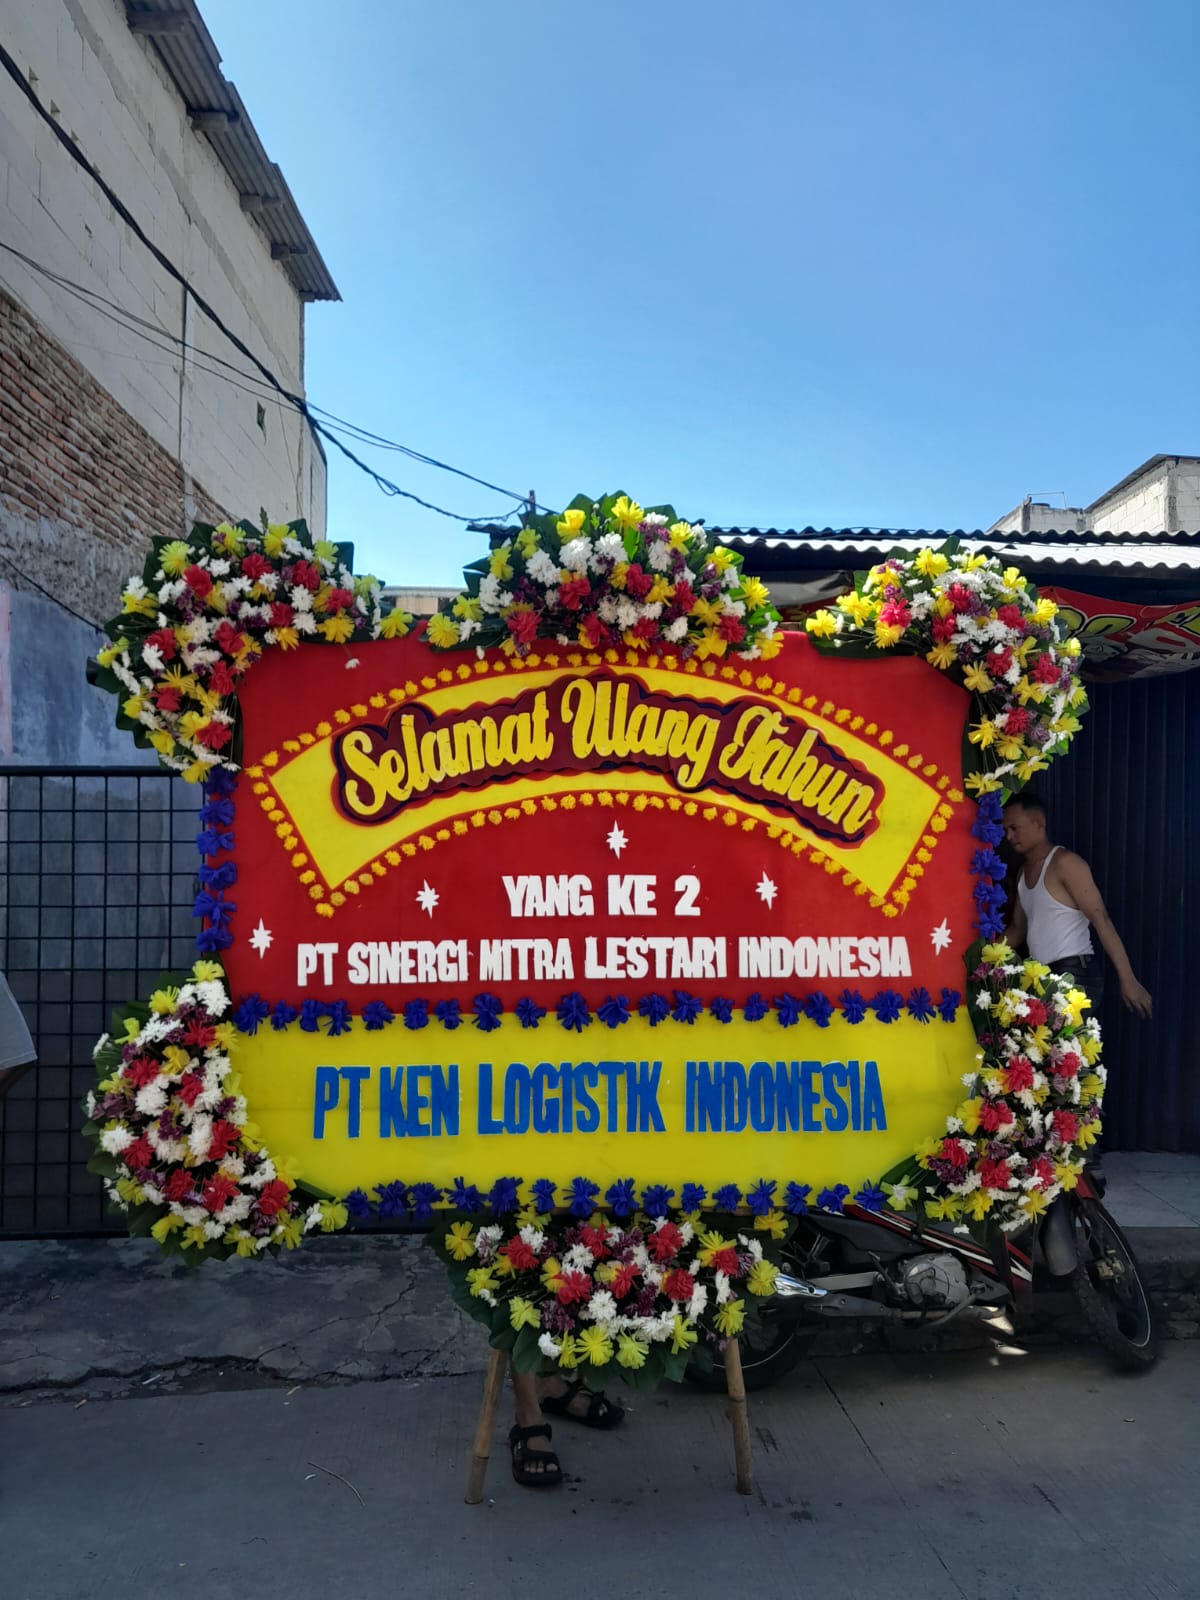 Selamat Ulang Tahun
YANG KE 2
PT SINERGI MITRA LESTARI INDONESIA
PT KEN LOGISTIK INDONESIA